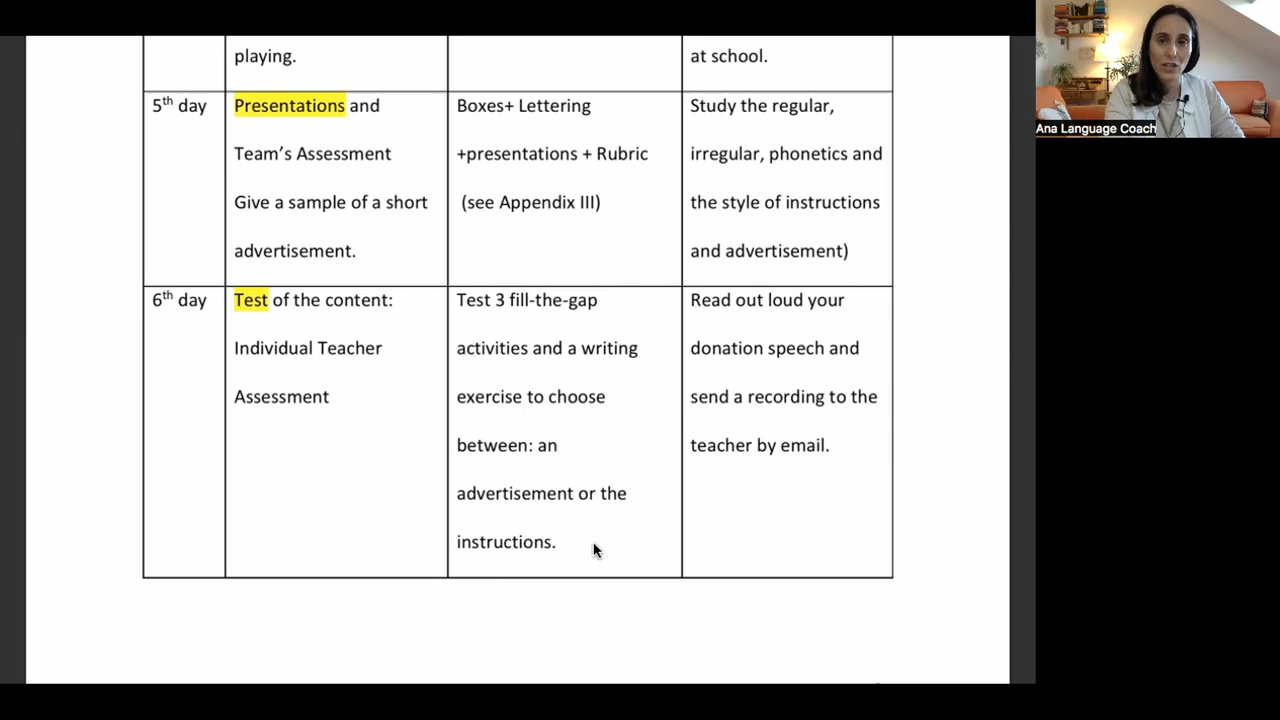 playing.
at school.
5th day
Presentations and
Team’s Assessment
Give a sample of a short
advertisement.
Boxes+ Lettering
+presentations + Rubric
(see Appendix III)
Study the regular,
irregular, phonetics and
the style of instructions
and advertisement)
6th day
Test of the content:
Individual Teacher
Assessment
Test 3 fill-the-gap
activities and a writing
exercise to choose
between: an
advertisement or the
instructions.
Read out loud your
donation speech and
send a recording to the
teacher by email.
Ana Language Coach